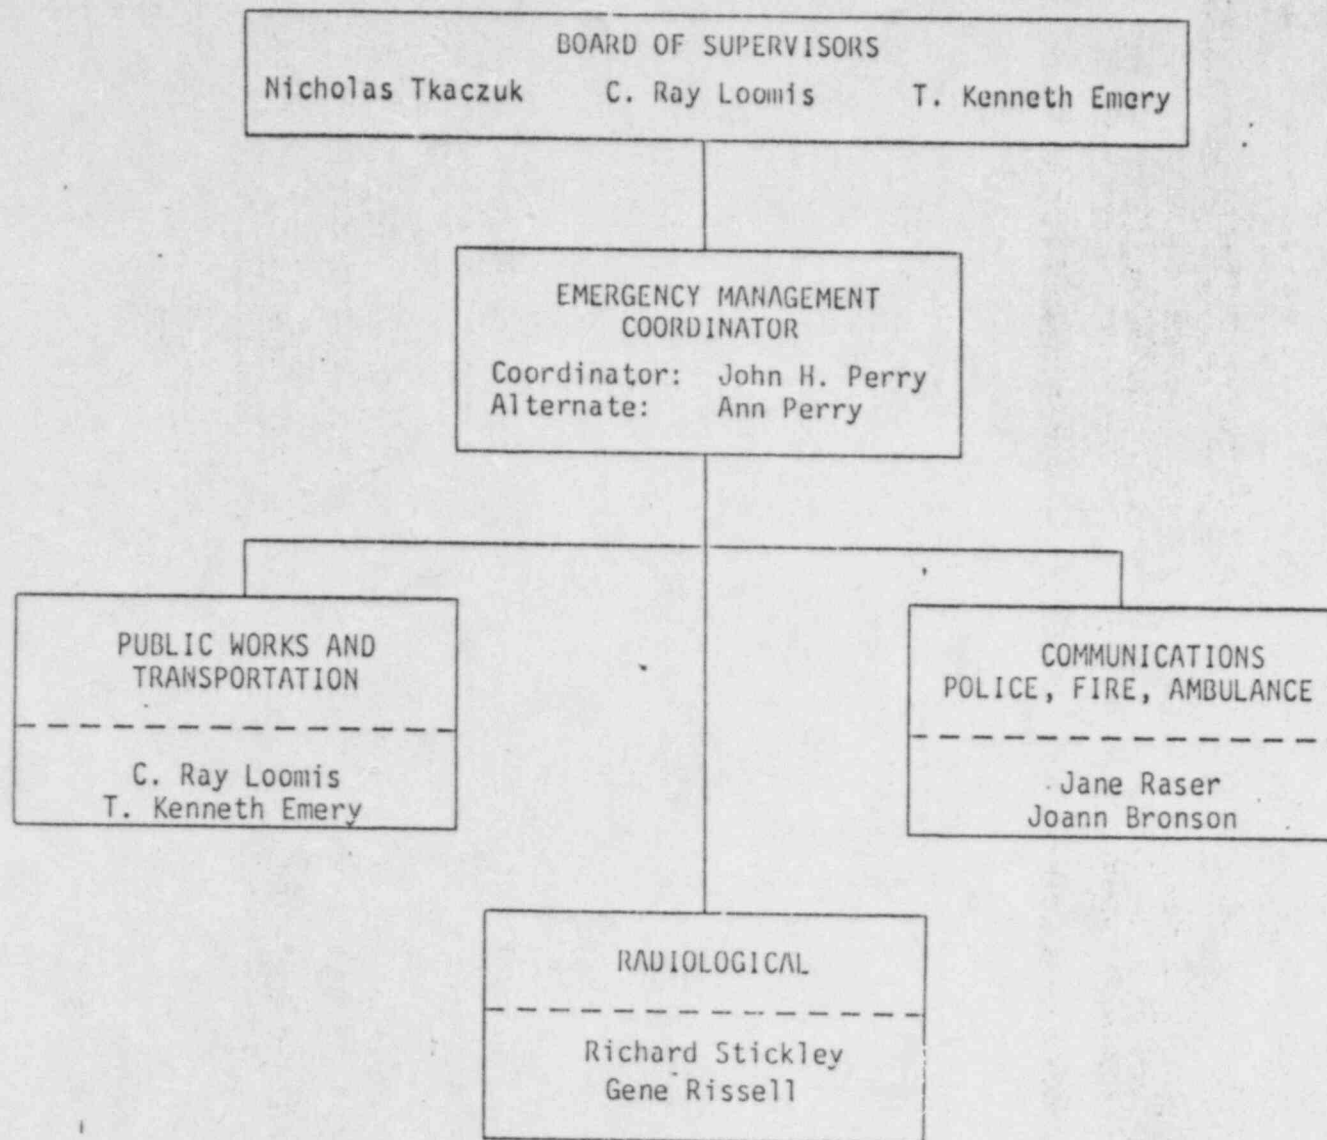 BOARD OF SUPERVISORS
Nicholas Tkaczuk C. Ray Loomis T. Kenneth Emery
EMERGENCY MANAGEMENT
COORDINATOR
Coordinator: John H. Perry
Alternate: Ann Perry
PUBLIC WORKS AND
TRANSPORTATION
C. Ray Loomis
T. Kenneth Emery
COMMUNICATIONS
POLICE, FIRE, AMBULANCE
Jane Raser
Joann Bronson
RADIOLOGICAL
Richard Stickley
Gene Rissell